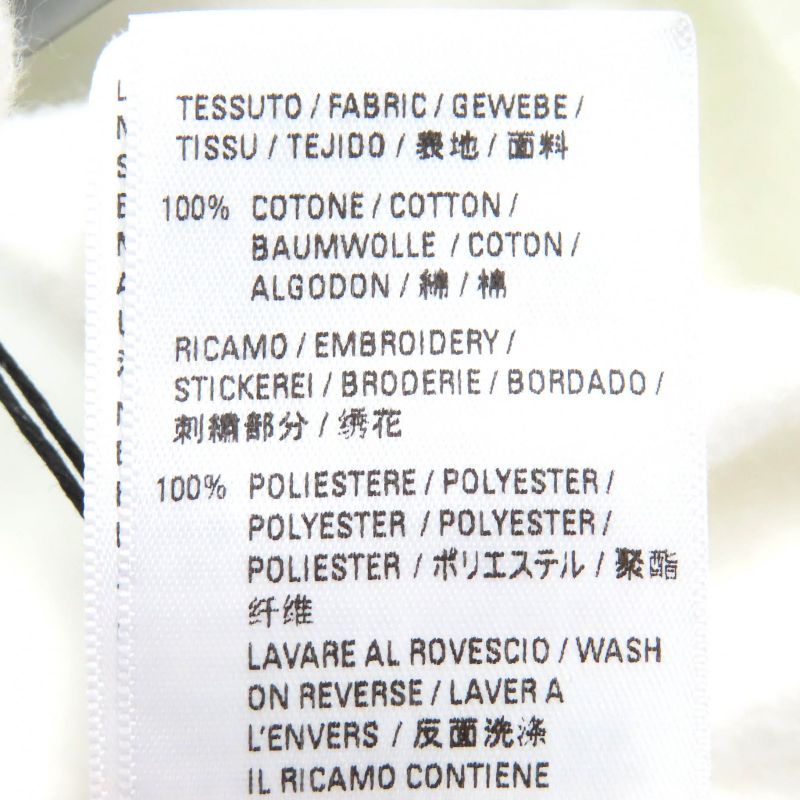 TESSUTO / FABRIC / GEWEBE /
TISSU / TEJIDO / 表地 / 面料
100% COTONE / COTTON /
BAUMWOLLE / COTON /
ALGODON / 綿 / 棉
RICAMO / EMBROIDERY /
STICKEREI / BRODERIE / BORDADO /
刺繍部分 / 绣花
100% POLIESTERE / POLYESTER /
POLYESTER / POLYESTER /
POLIESTER / ポリエステル / 聚酯
纤维
LAVARE AL ROVESCIO / WASH
ON REVERSE / LAVER A
L'ENVERS / 反面洗涤
IL RICAMO CONTIENE